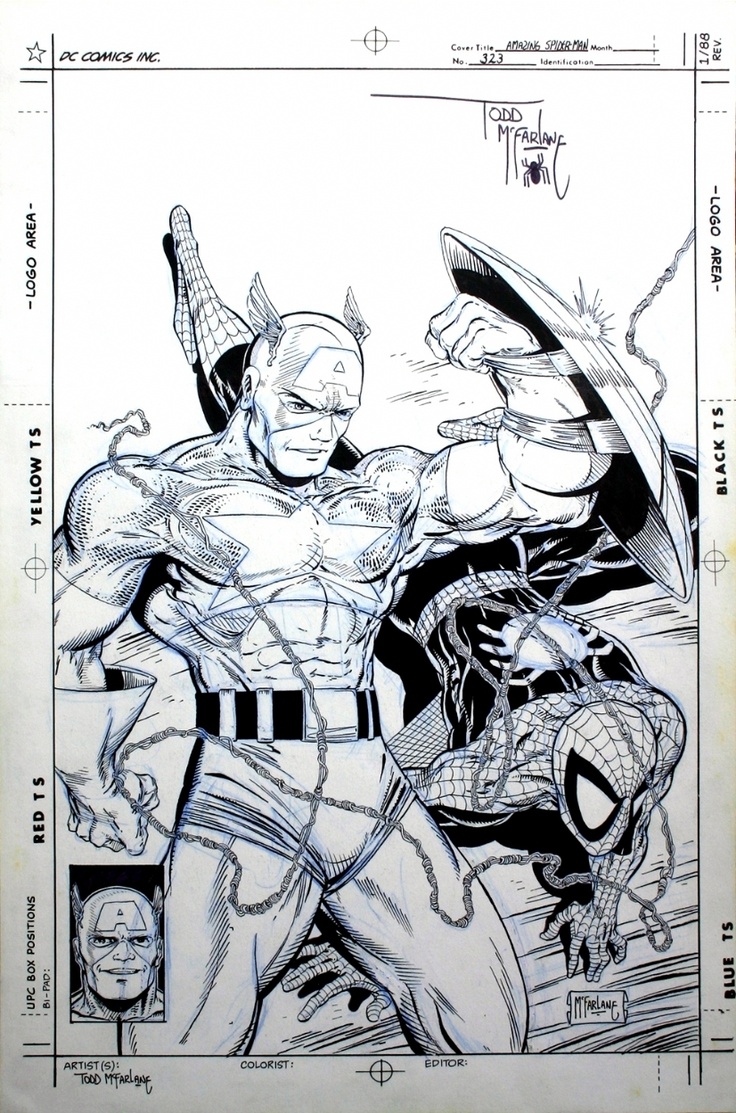 DC COMICS INC.
Cover Title AMAZING SPIDER-MAN Month
No. 323 Identification
1/88
REV.
TODD
McFARLANE
-LOGO AREA-
-LOGO AREA-
YELLOW TS
BLACK TS
RED TS
UPC BOX POSITIONS
BI-PAD:
BLUE TS
A
A
McFARLANE
ARTIST(S):
TODD McFARLANE
COLORIST:
EDITOR: